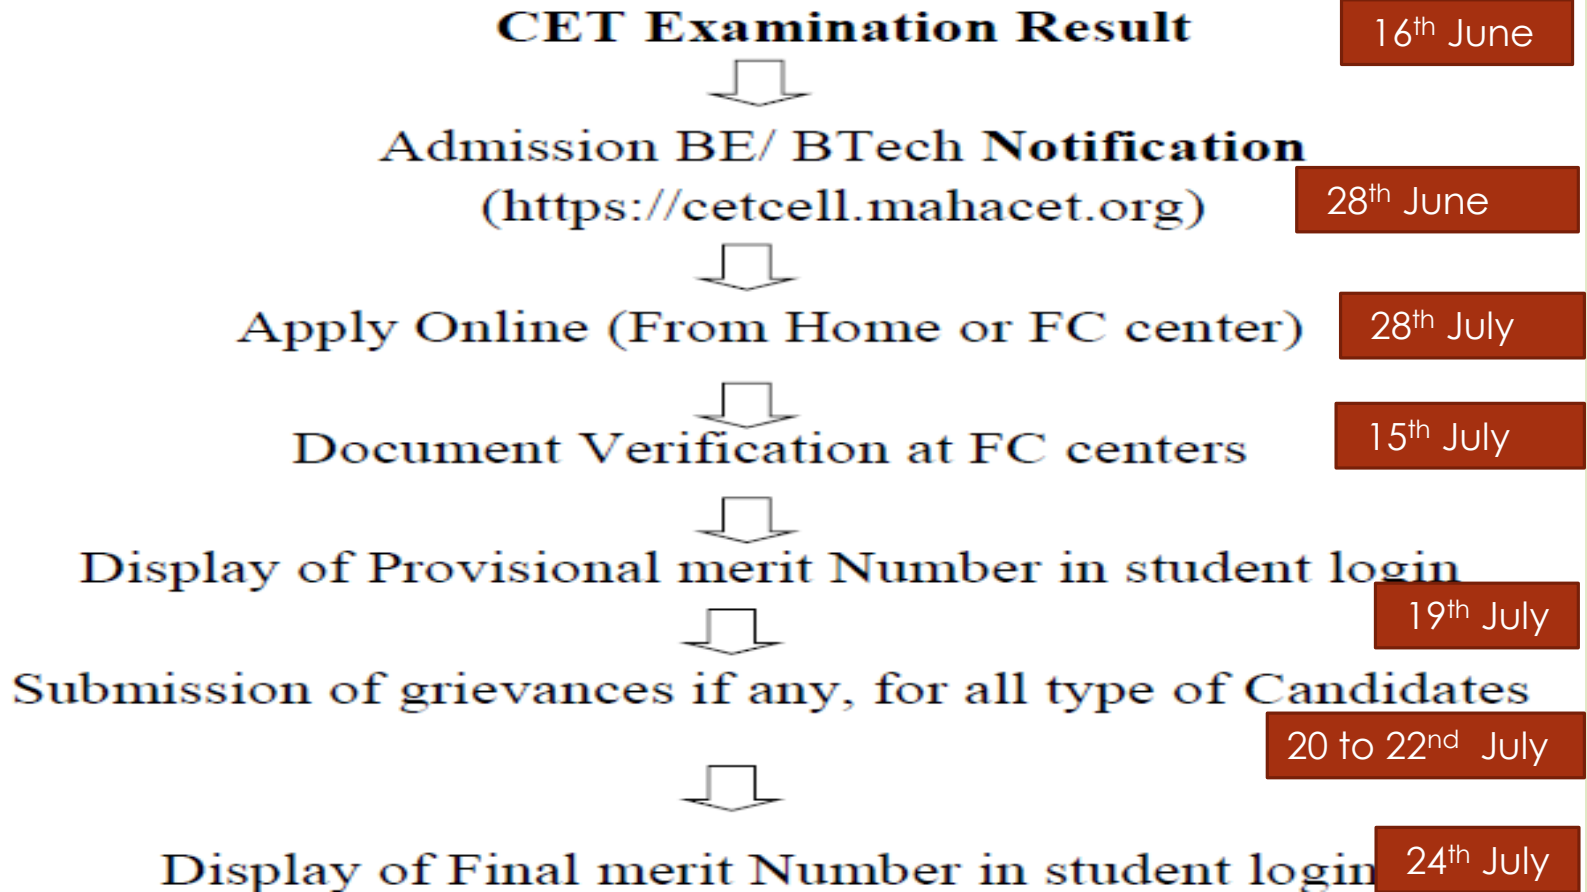 CET Examination Result
16th June
Admission BE/ BTech Notification
(https://cetcell.mahacet.org)
28th June
Apply Online (From Home or FC center)
28th July
Document Verification at FC centers
15th July
Display of Provisional merit Number in student login
19th July
Submission of grievances if any, for all type of Candidates
20 to 22nd July
Display of Final merit Number in student login
24th July